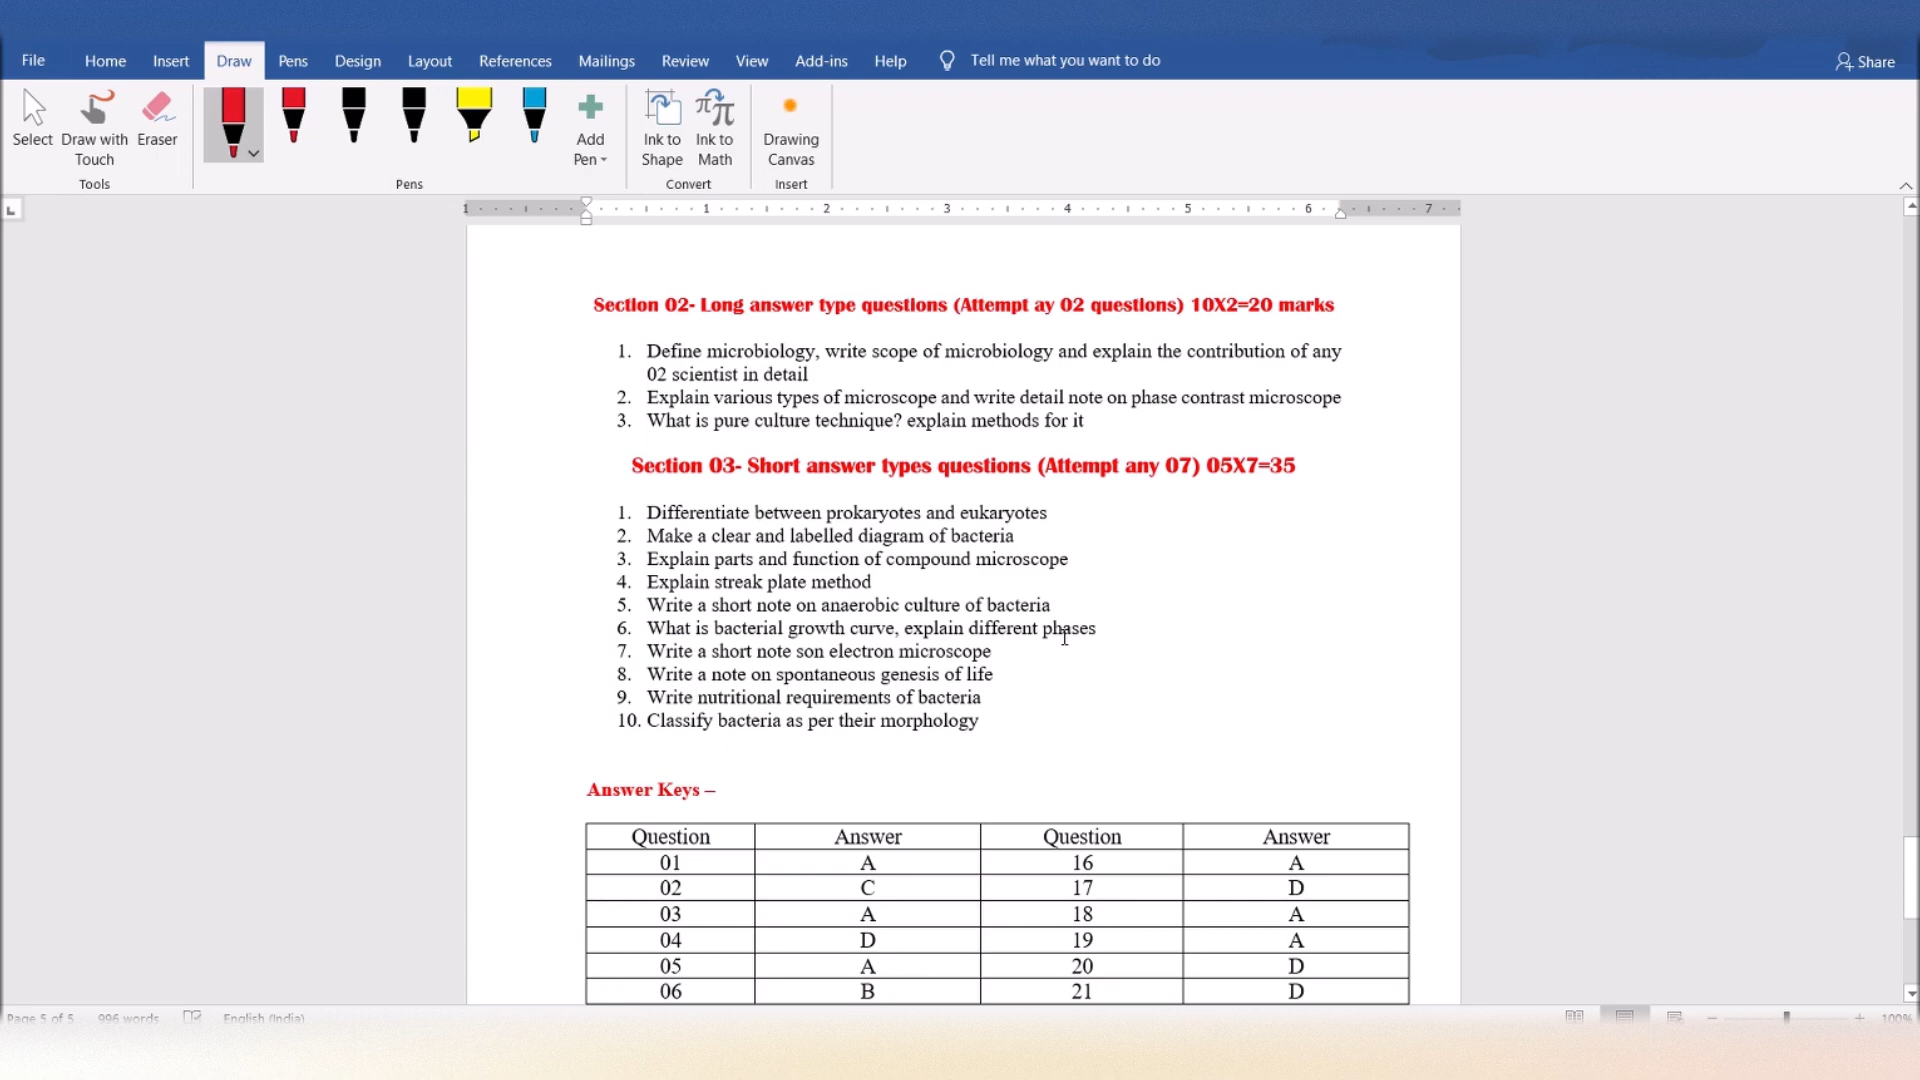 File Home Insert Draw Pens Design Layout References Mailings Review View Add-ins Help Tell me what you want to do Share
Select Draw with Touch Eraser Add Pen Ink to Shape Ink to Math Drawing Canvas
Tools Pens Convert Insert
1 1 2 3 4 5 6 7
Section 02- Long answer type questions (Attempt ay 02 questions) 10X2=20 marks
1. Define microbiology, write scope of microbiology and explain the contribution of any
02 scientist in detail
2. Explain various types of microscope and write detail note on phase contrast microscope
3. What is pure culture technique? explain methods for it
Section 03- Short answer types questions (Attempt any 07) 05X7=35
1. Differentiate between prokaryotes and eukaryotes
2. Make a clear and labelled diagram of bacteria
3. Explain parts and function of compound microscope
4. Explain streak plate method
5. Write a short note on anaerobic culture of bacteria
6. What is bacterial growth curve, explain different phases
7. Write a short note son electron microscope
8. Write a note on spontaneous genesis of life
9. Write nutritional requirements of bacteria
10. Classify bacteria as per their morphology
Answer Keys –
Question Answer Question Answer
01 A 16 A
02 C 17 D
03 A 18 A
04 D 19 A
05 A 20 D
06 B 21 D
Page 5 of 5 996 words English (India) 100%